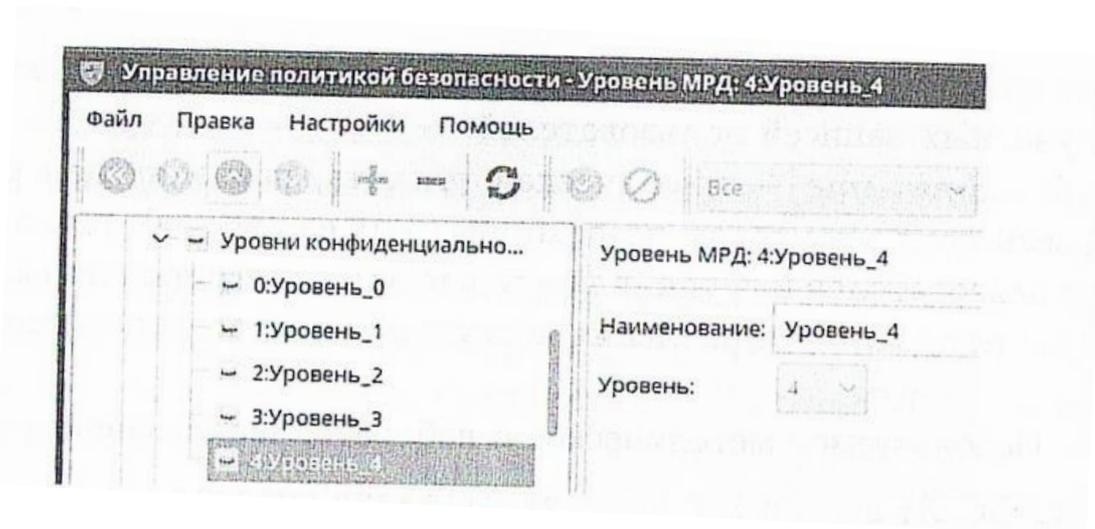 Управление политикой безопасности - Уровень МРД: 4:Уровень_4
Файл Правка Настройки Помощь
Все
Уровни конфиденциально...
0:Уровень_0
1:Уровень_1
2:Уровень_2
3:Уровень_3
4:Уровень_4
Уровень МРД: 4:Уровень_4
Наименование: Уровень_4
Уровень: 4